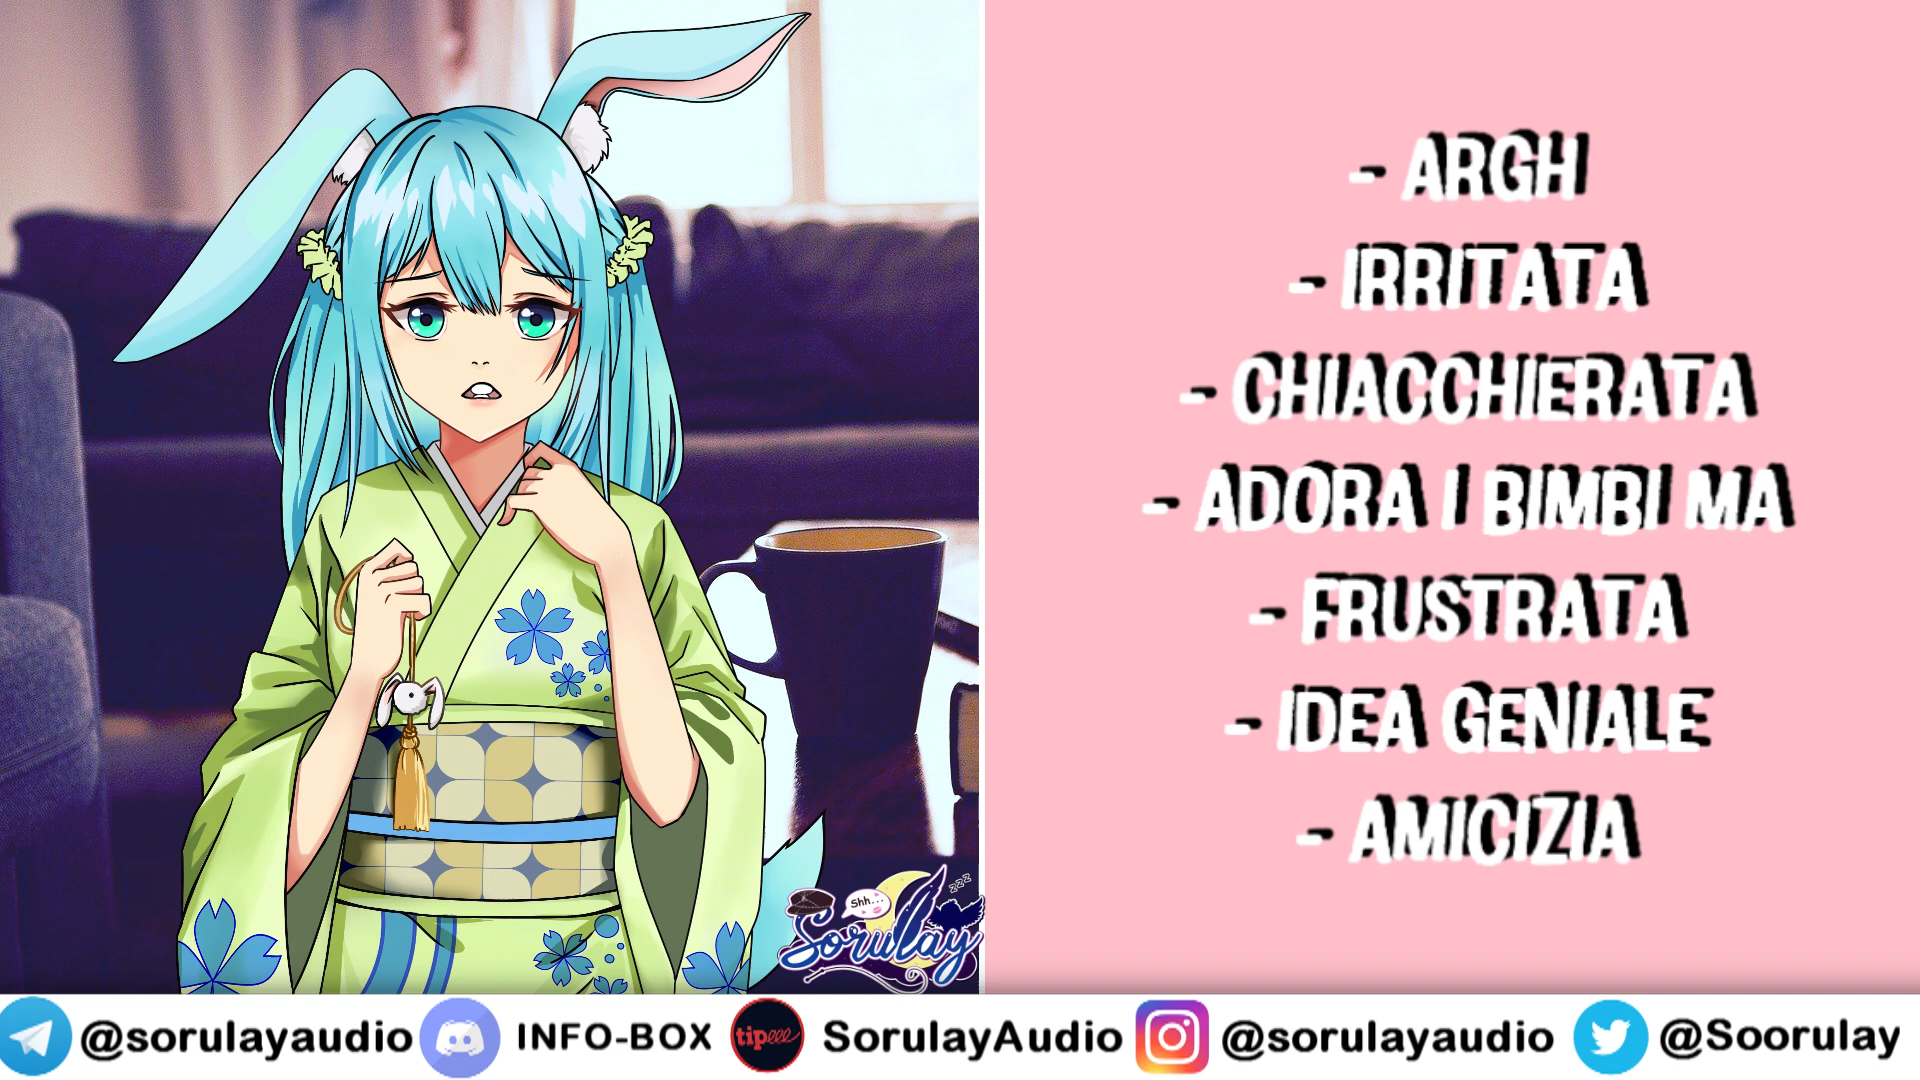 - ARGH
- IRRITATA
- CHIACCHIERATA
- ADORA I BIMBI MA
- FRUSTRATA
- IDEA GENIALE
- AMICIZIA
Shh...
zzz
Sorulay
@sorulayaudio
INFO-BOX
tipeee
SorulayAudio
@sorulayaudio
@Soorulay